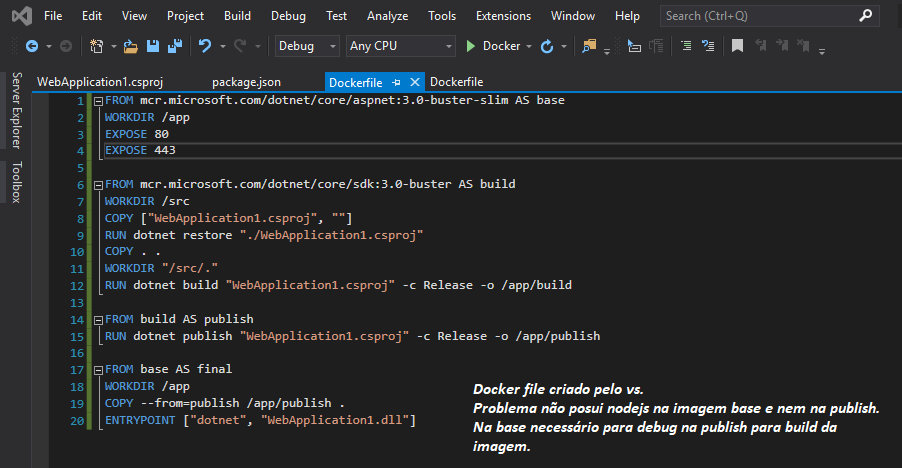 File Edit View Project Build Debug Test Analyze Tools Extensions Window Help Search (Ctrl+Q)
Debug Any CPU Docker
WebApplication1.csproj package.json Dockerfile Dockerfile
Server Explorer
Toolbox
1 FROM mcr.microsoft.com/dotnet/core/aspnet:3.0-buster-slim AS base
2 WORKDIR /app
3 EXPOSE 80
4 EXPOSE 443
5
6 FROM mcr.microsoft.com/dotnet/core/sdk:3.0-buster AS build
7 WORKDIR /src
8 COPY ["WebApplication1.csproj", ""]
9 RUN dotnet restore "./WebApplication1.csproj"
10 COPY . .
11 WORKDIR "/src/."
12 RUN dotnet build "WebApplication1.csproj" -c Release -o /app/build
13
14 FROM build AS publish
15 RUN dotnet publish "WebApplication1.csproj" -c Release -o /app/publish
16
17 FROM base AS final
18 WORKDIR /app
19 COPY --from=publish /app/publish .
20 ENTRYPOINT ["dotnet", "WebApplication1.dll"]
Docker file criado pelo vs.
Problema não posui nodejs na imagem base e nem na publish.
Na base necessário para debug na publish para build da
imagem.